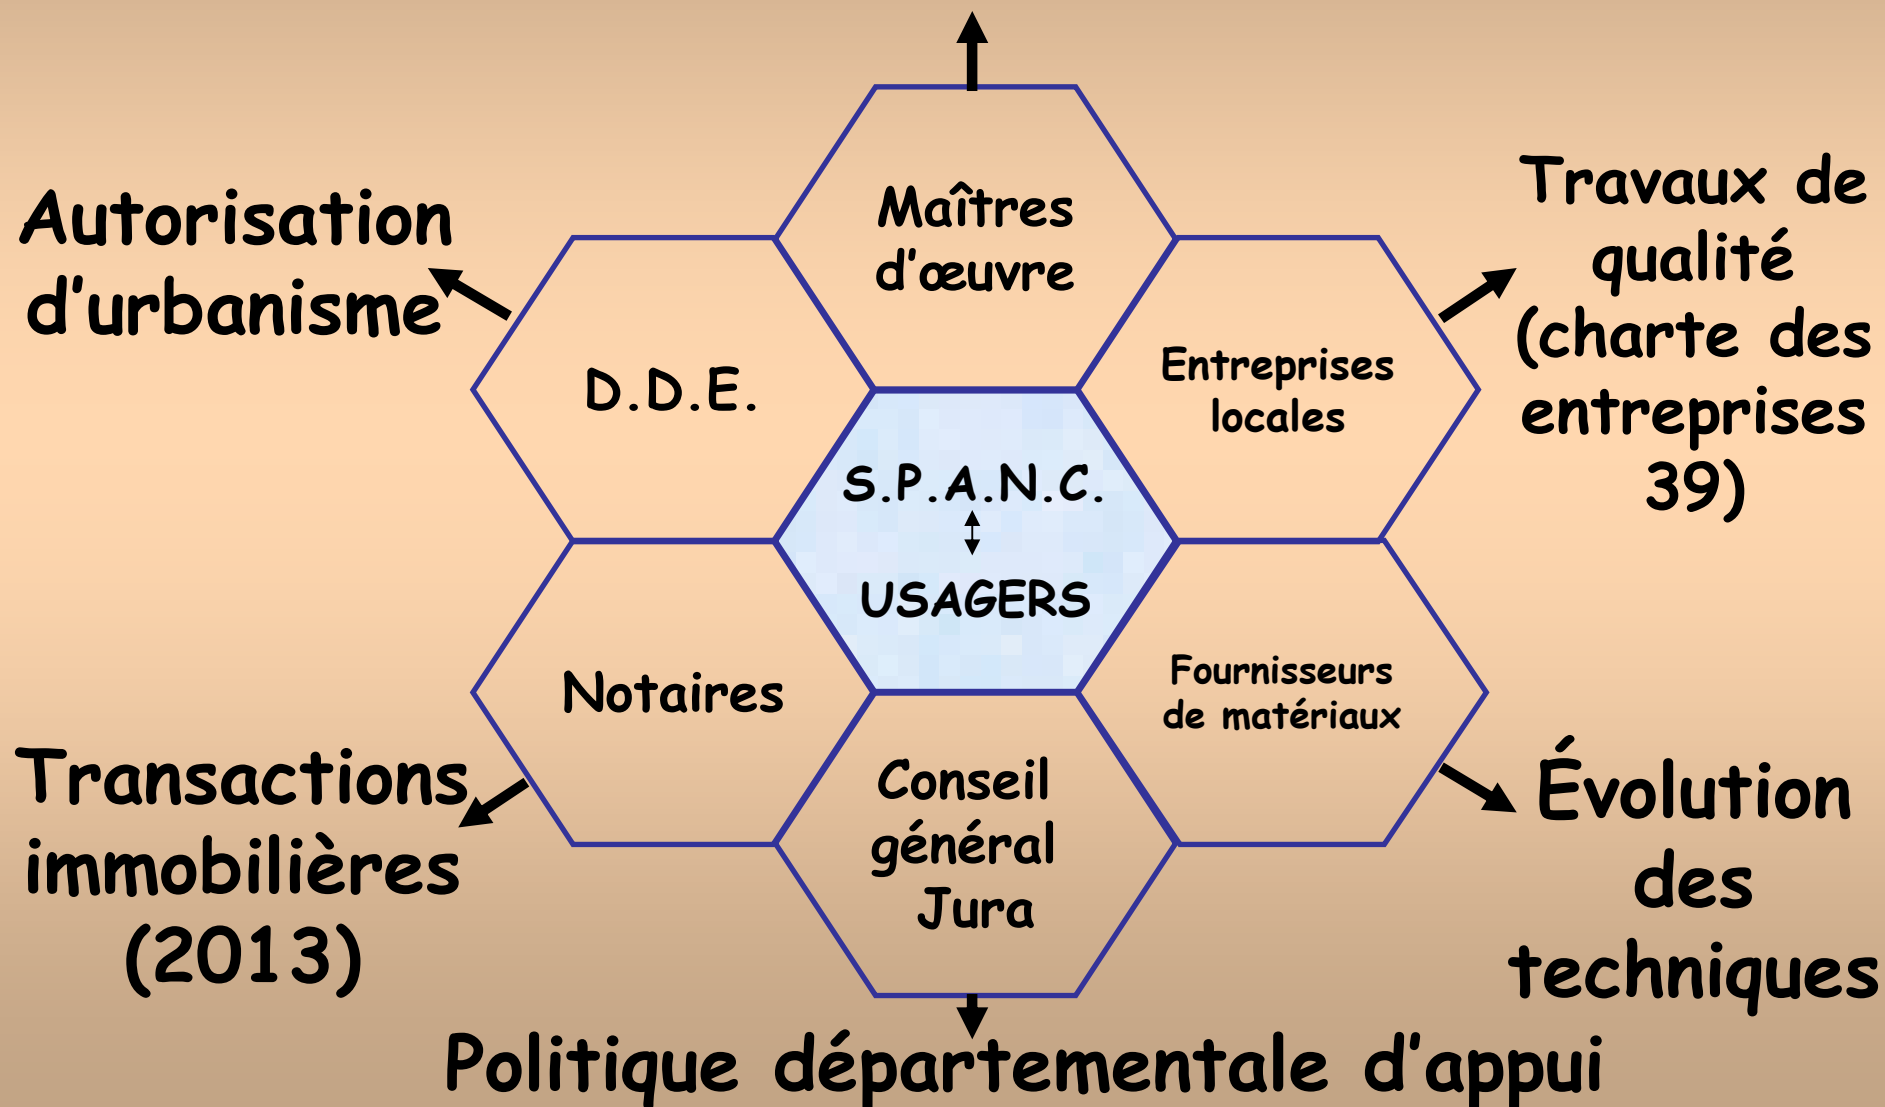 Maîtres
d’œuvre
Autorisation
d’urbanisme
D.D.E.
Entreprises
locales
Travaux de
qualité
(charte des
entreprises
39)
S.P.A.N.C.
USAGERS
Notaires
Fournisseurs
de matériaux
Transactions
immobilières
(2013)
Conseil
général
Jura
Évolution
des
techniques
Politique départementale d’appui